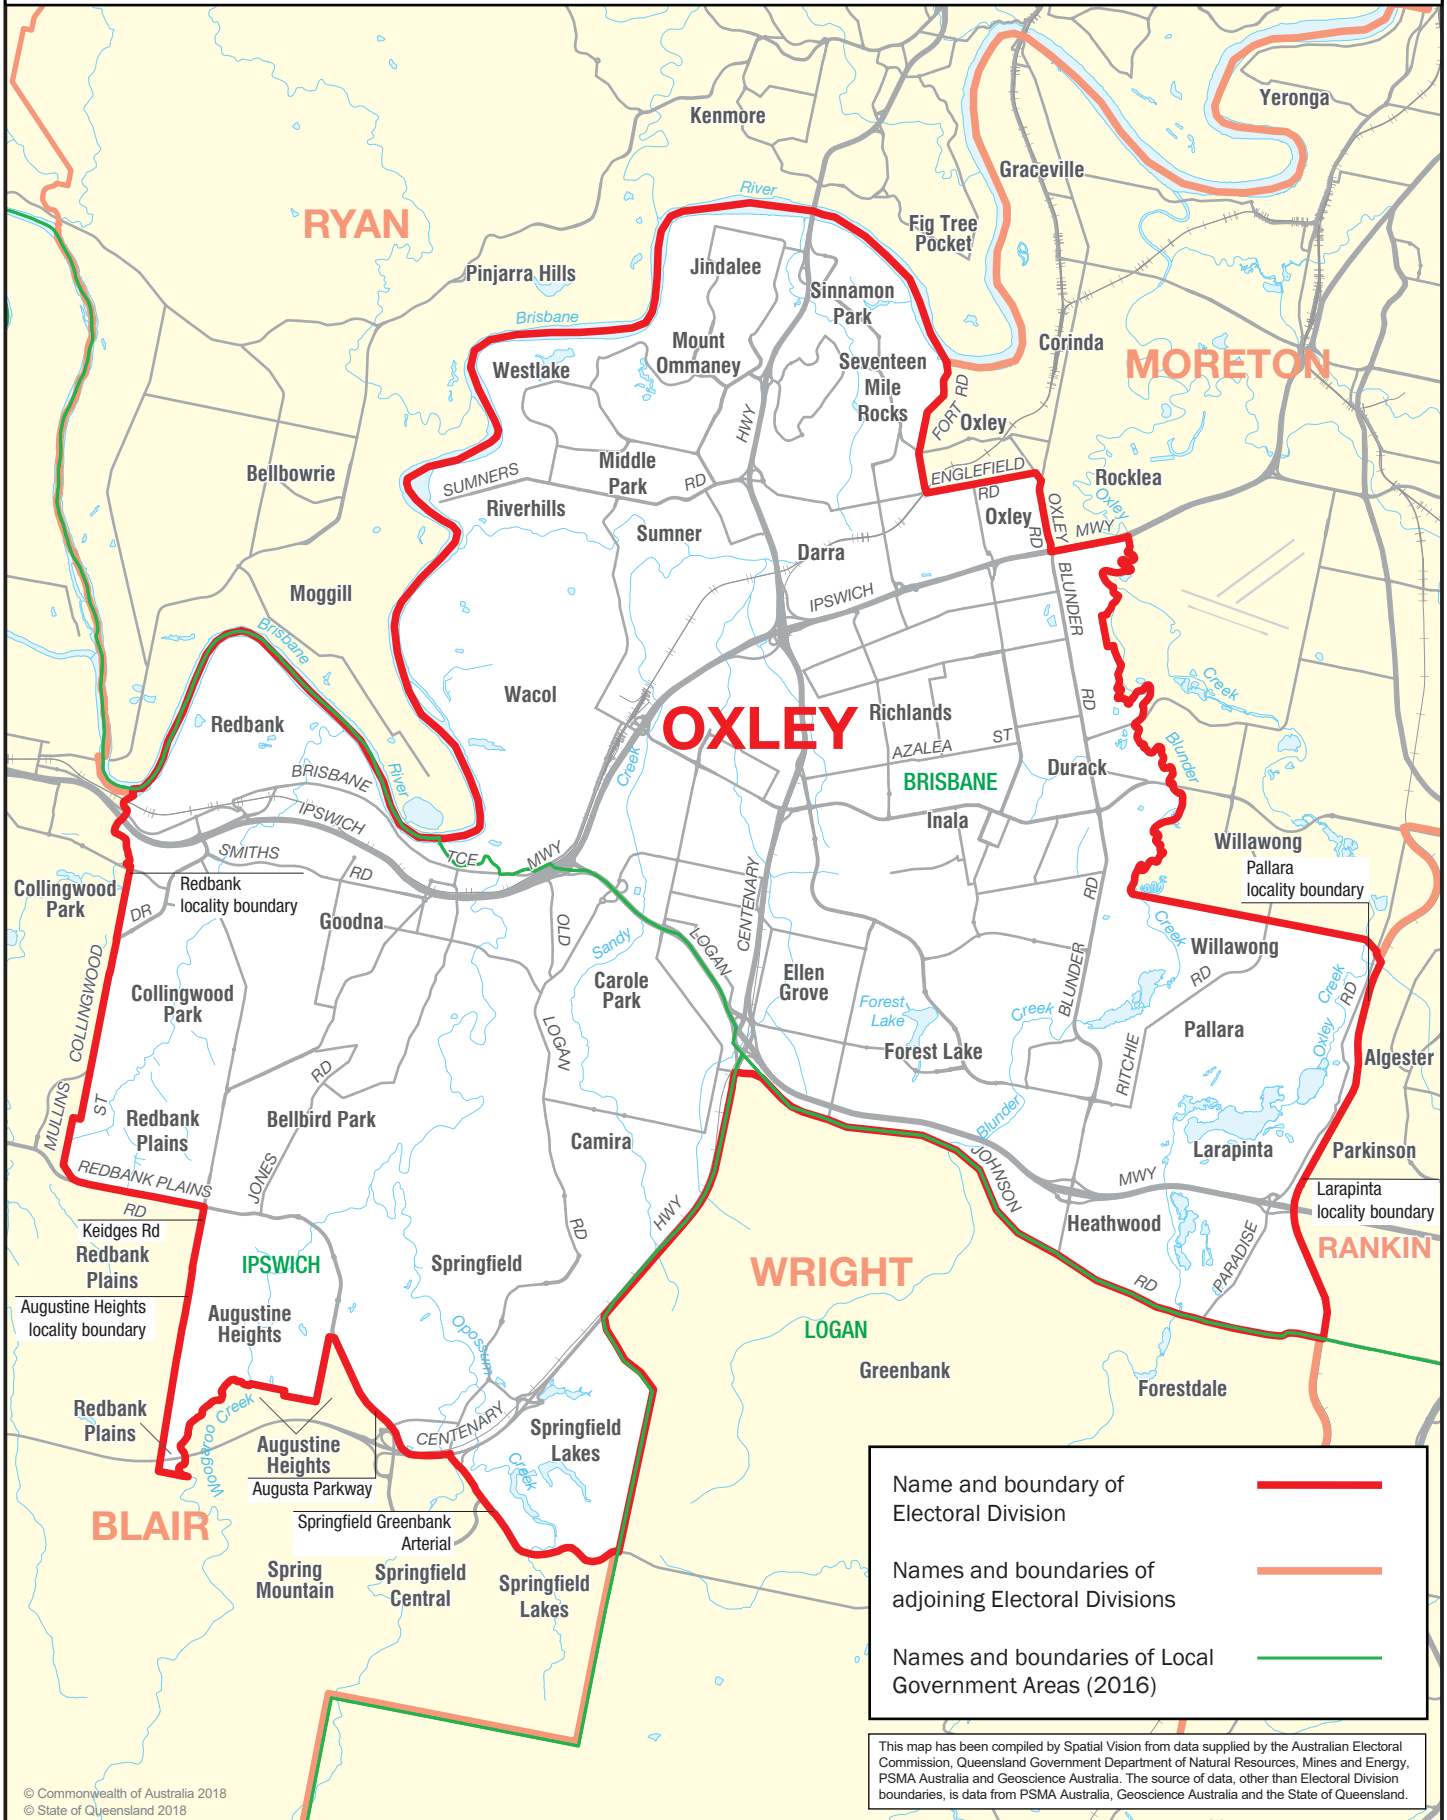 Kenmore
Yeronga
Graceville
River
RYAN
Fig Tree
Pocket
Pinjarra Hills
Jindalee
Sinnamon
Park
Brisbane
Mount
Ommaney
Corinda
MORETON
Westlake
Seventeen
Mile
Rocks
FORT RD
Oxley
HWY
Bellbowrie
SUMNERS
Middle
Park
RD
ENGLEFIELD
RD
Rocklea
Riverhills
Oxley
OXLEY
RD
Oxley
MWY
Sumner
Darra
Moggill
IPSWICH
BLUNDER
Brisbane
Creek
Wacol
RD
Redbank
OXLEY
Richlands
AZALEA
ST
Blunder
River
BRISBANE
Creek
BRISBANE
Durack
IPSWICH
Inala
SMITHS
RD
TCE
MWY
Willawong
Pallara
locality boundary
Collingwood
Park
Redbank
locality boundary
DR
CENTENARY
RD
Goodna
OLD
Sandy
LOGAN
Creek
Willawong
COLLINGWOOD
Collingwood
Park
Carole
Park
Ellen
Grove
BLUNDER
RD
Creek
RD
Forest
Lake
Creek
LOGAN
Pallara
Oxley
Forest Lake
RITCHIE
Algester
MULLINS
ST
RD
Redbank
Plains
Bellbird Park
Camira
Blunder
Larapinta
Parkinson
REDBANK PLAINS
RD
JONES
JOHNSON
MWY
Larapinta
locality boundary
Keidges Rd
RD
HWY
Heathwood
Redbank
Plains
IPSWICH
Springfield
WRIGHT
PARADISE
RANKIN
RD
Augustine Heights
locality boundary
Augustine
Heights
Opossum
LOGAN
Greenbank
Forestdale
Redbank
Plains
Woogaroo Creek
Augustine
Heights
CENTENARY
Springfield
Lakes
Creek
Augusta Parkway
BLAIR
Springfield Greenbank
Arterial
Spring
Mountain
Springfield
Central
Springfield
Lakes
Name and boundary of
Electoral Division
Names and boundaries of
adjoining Electoral Divisions
Names and boundaries of Local
Government Areas (2016)
This map has been compiled by Spatial Vision from data supplied by the Australian Electoral
Commission, Queensland Government Department of Natural Resources, Mines and Energy,
PSMA Australia and Geoscience Australia. The source of data, other than Electoral Division
boundaries, is data from PSMA Australia, Geoscience Australia and the State of Queensland.
© Commonwealth of Australia 2018
© State of Queensland 2018